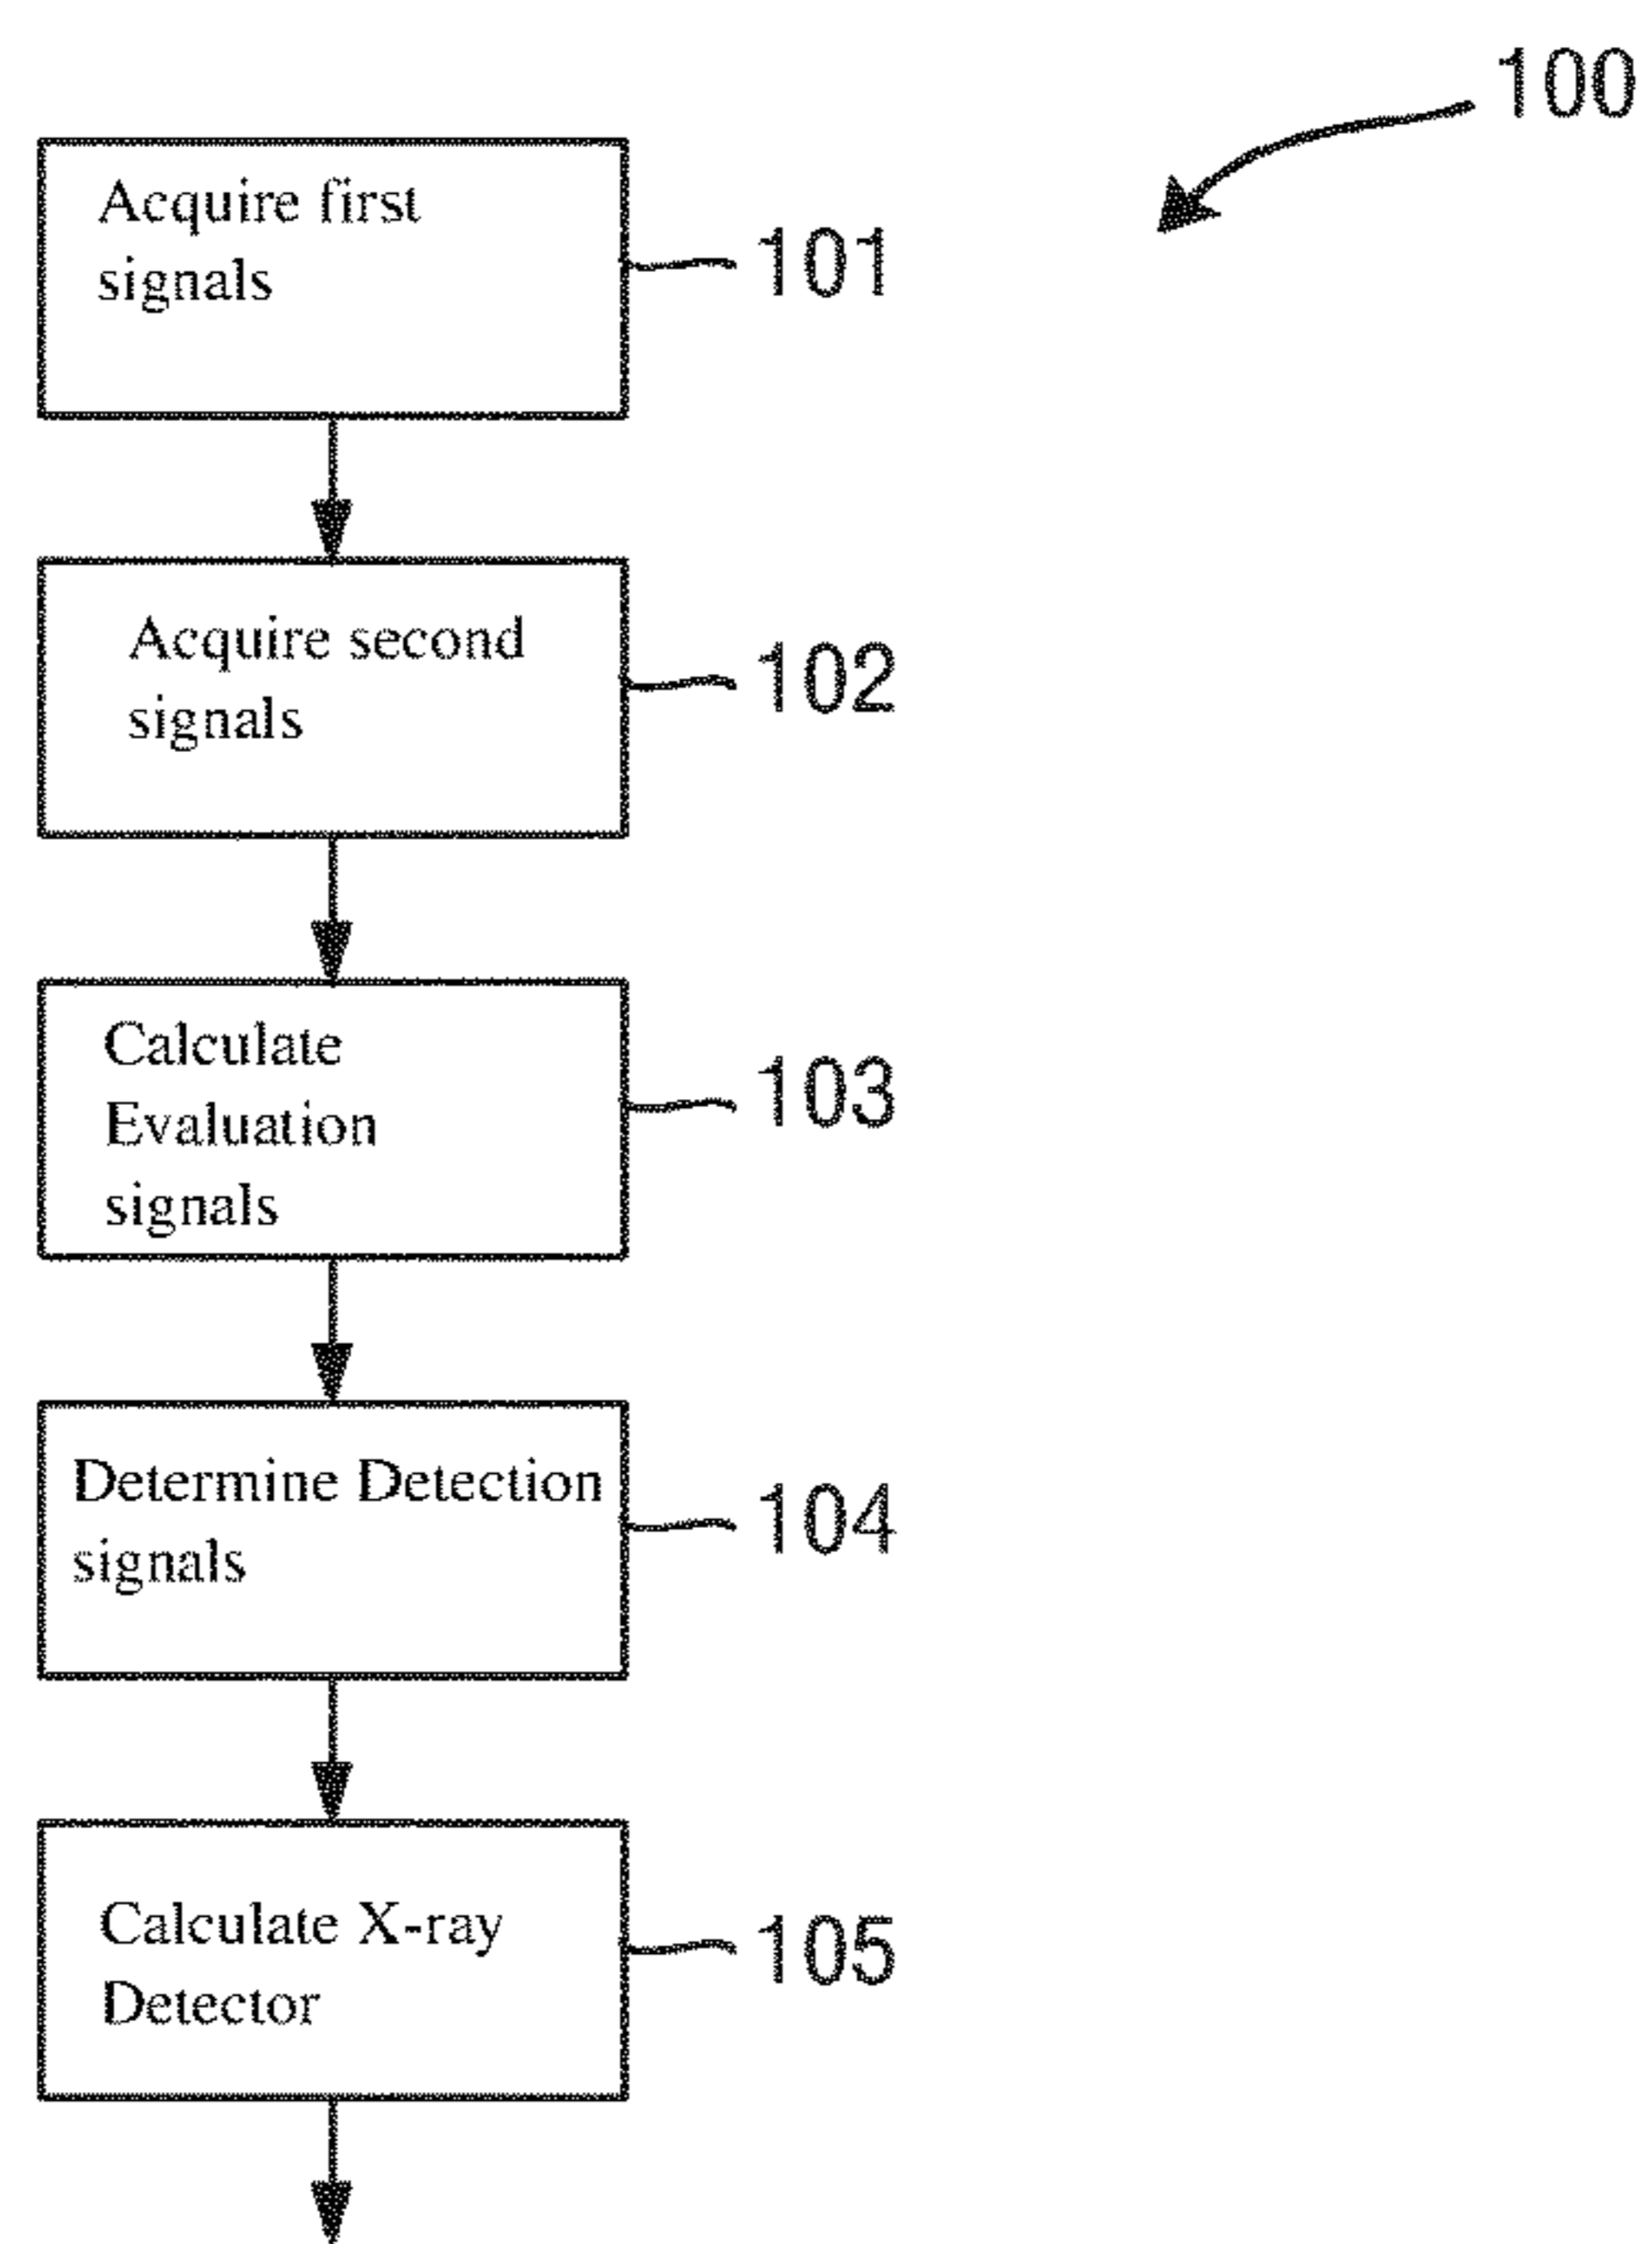 100
Acquire first
signals
101
Acquire second
signals
102
Calculate
Evaluation
signals
103
Determine Detection
signals
104
Calculate X-ray
Detector
105